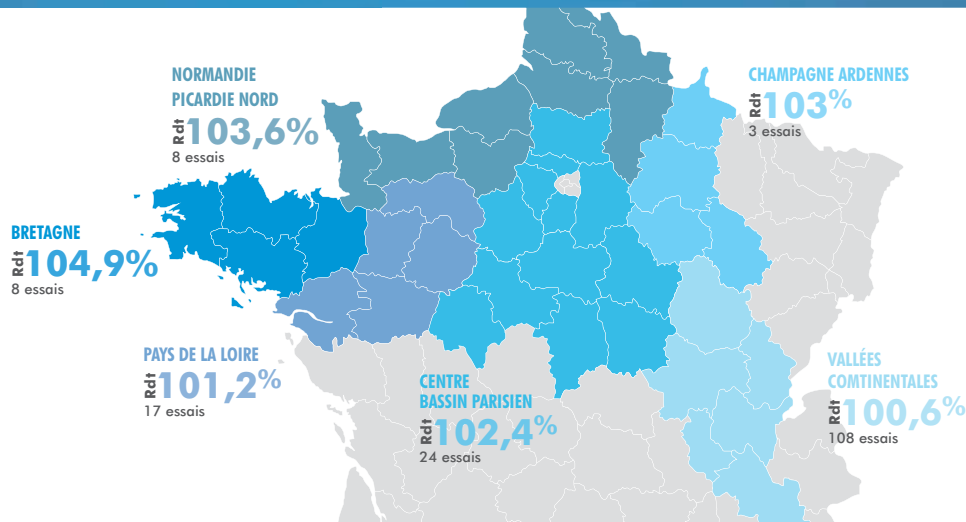 NORMANDIE
PICARDIE NORD
Rdt 103,6%
8 essais
CHAMPAGNE ARDENNES
Rdt 103%
3 essais
BRETAGNE
Rdt 104,9%
8 essais
PAYS DE LA LOIRE
Rdt 101,2%
17 essais
CENTRE
BASSIN PARISIEN
Rdt 102,4%
24 essais
VALLÉES
COMTINENTALES
Rdt 100,6%
108 essais